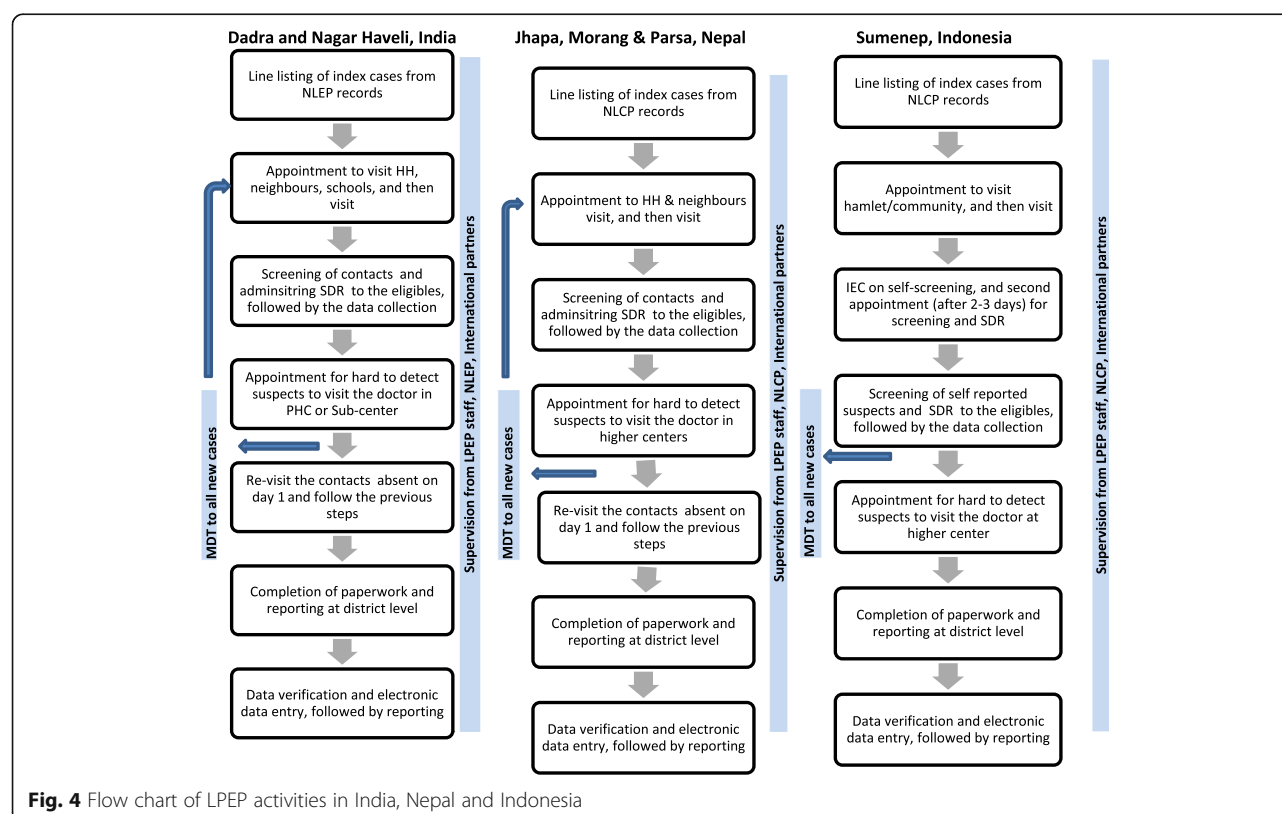 Dadra and Nagar Haveli, India
Line listing of index cases from
NLEP records
Appointment to visit HH,
neighbours, schools, and then
visit
Screening of contacts and
adminsitring SDR to the eligibles,
followed by the data collection
Appointment for hard to detect
suspects to visit the doctor in
PHC or Sub-center
Re-visit the contacts absent on
day 1 and follow the previous
steps
Completion of paperwork and
reporting at district level
Data verification and electronic
data entry, followed by reporting
MDT to all new cases
Supervision from LPEP staff, NLEP, International partners
Jhapa, Morang & Parsa, Nepal
Line listing of index cases from
NLCP records
Appointment to HH & neighbours
visit, and then visit
Screening of contacts and
adminsitring SDR to the eligibles,
followed by the data collection
Appointment for hard to detect
suspects to visit the doctor in
higher centers
Re-visit the contacts absent on
day 1 and follow the previous
steps
Completion of paperwork and
reporting at district level
Data verification and electronic
data entry, followed by reporting
MDT to all new cases
Supervision from LPEP staff, NLCP, International partners
Sumenep, Indonesia
Line listing of index cases from
NLCP records
Appointment to visit
hamlet/community, and then visit
IEC on self-screening, and second
appointment (after 2-3 days) for
screening and SDR
Screening of self reported
suspects and SDR to the eligibles,
followed by the data collection
Appointment for hard to detect
suspects to visit the doctor at
higher center
Completion of paperwork and
reporting at district level
Data verification and electronic
data entry, followed by reporting
MDT to all new cases
Supervision from LPEP staff, NLCP, International partners
Fig. 4 Flow chart of LPEP activities in India, Nepal and Indonesia